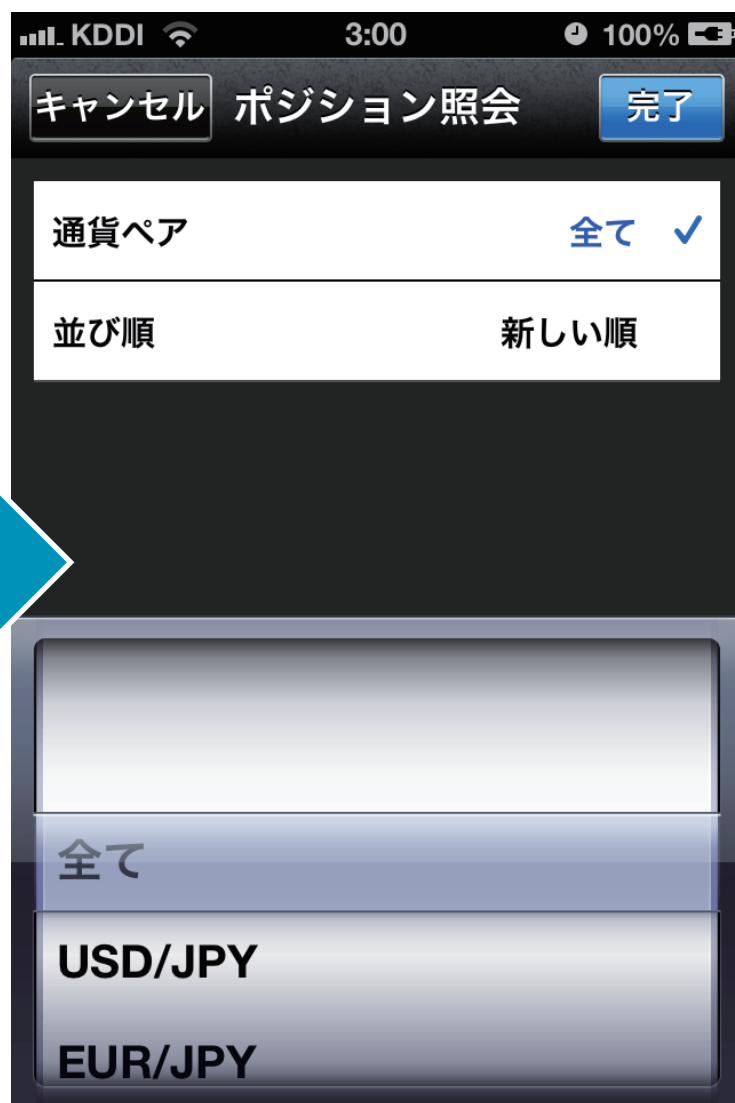 KDDI 3:00 100%
キャンセル ポジション照会 完了
通貨ペア 全て
並び順 新しい順
全て
USD/JPY
EUR/JPY